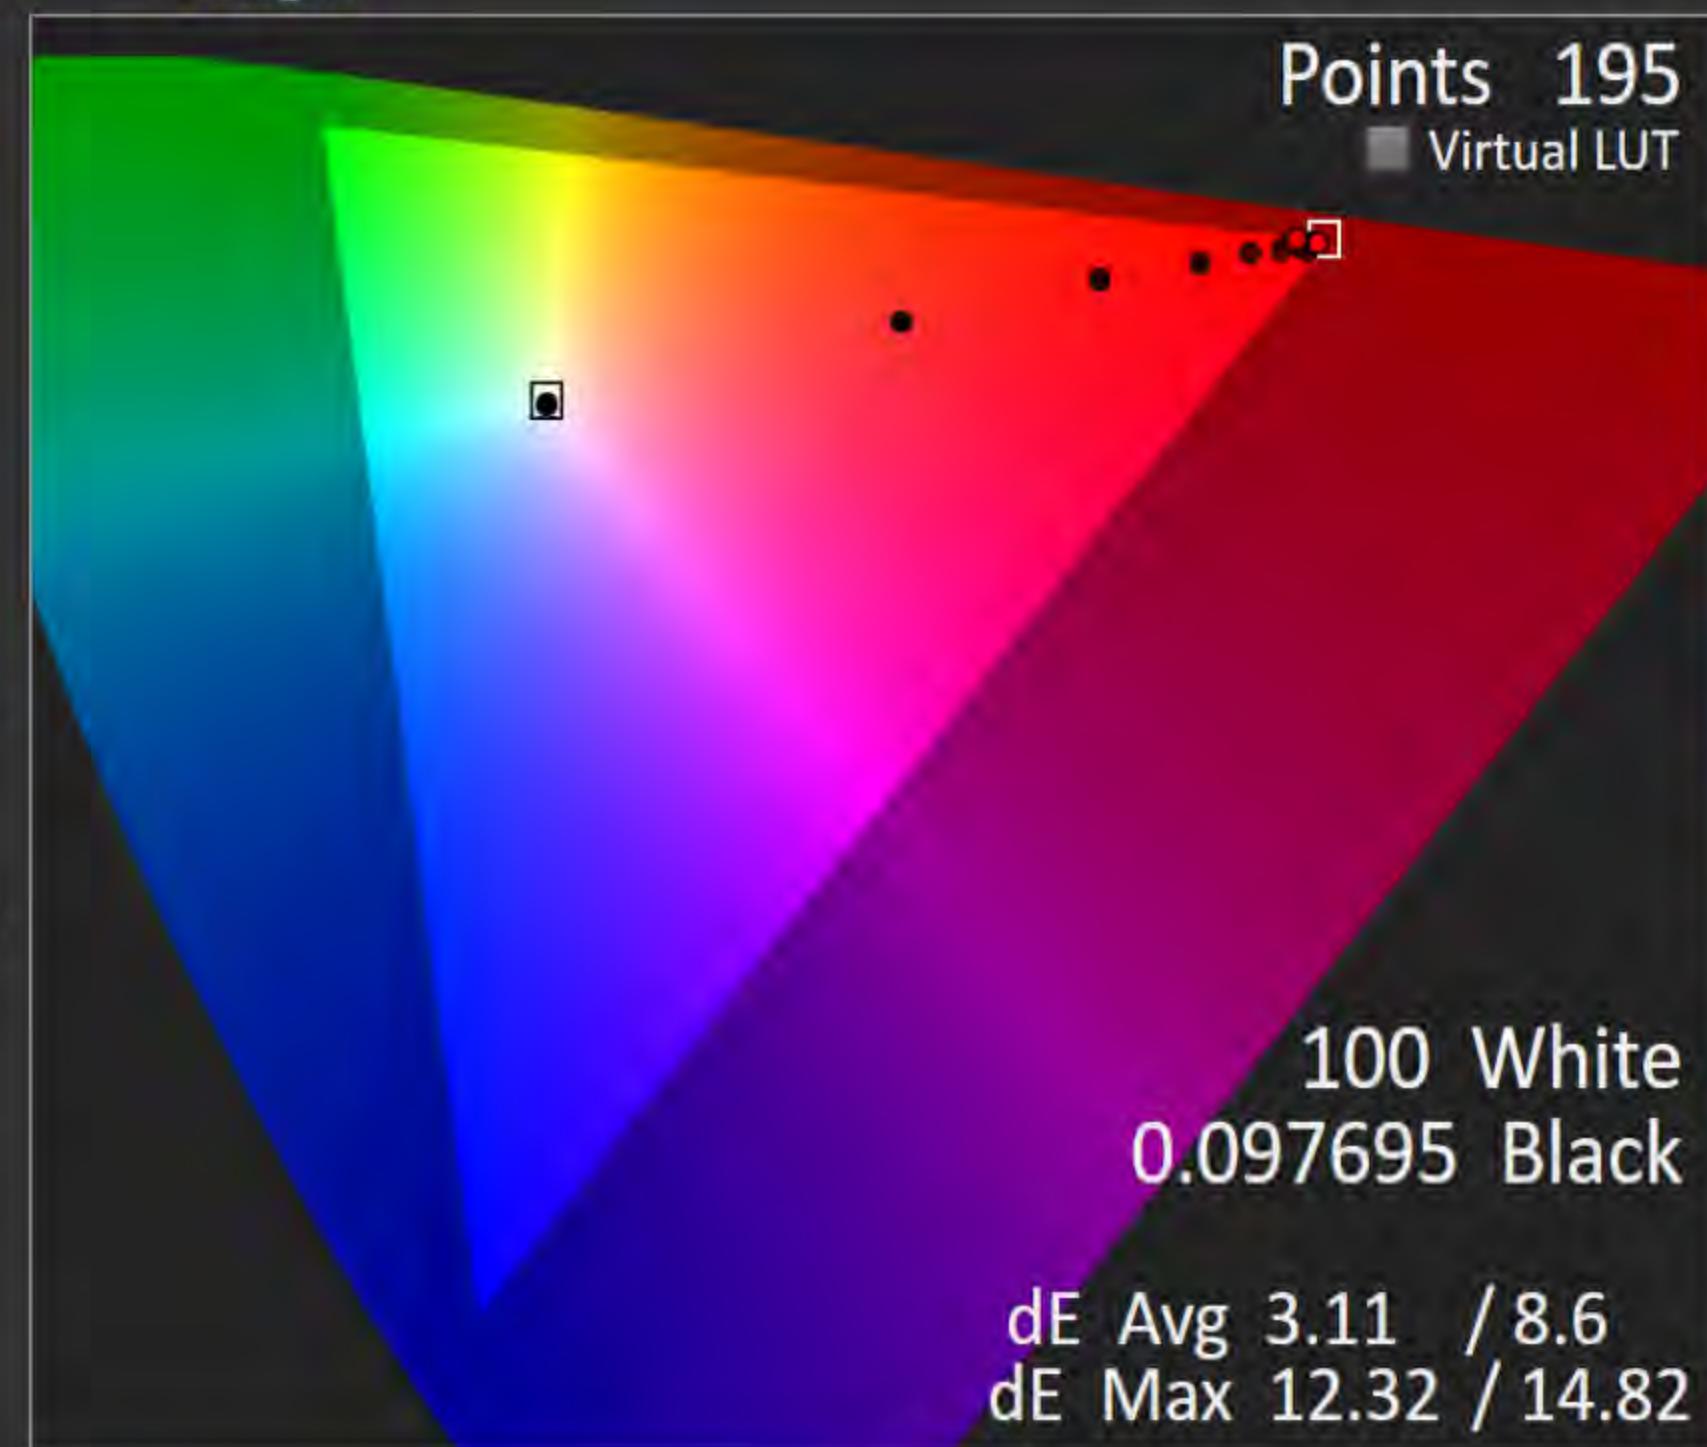 Points 195
Virtual LUT
100 White
0.097695 Black
dE Avg 3.11 / 8.6
dE Max 12.32 / 14.82